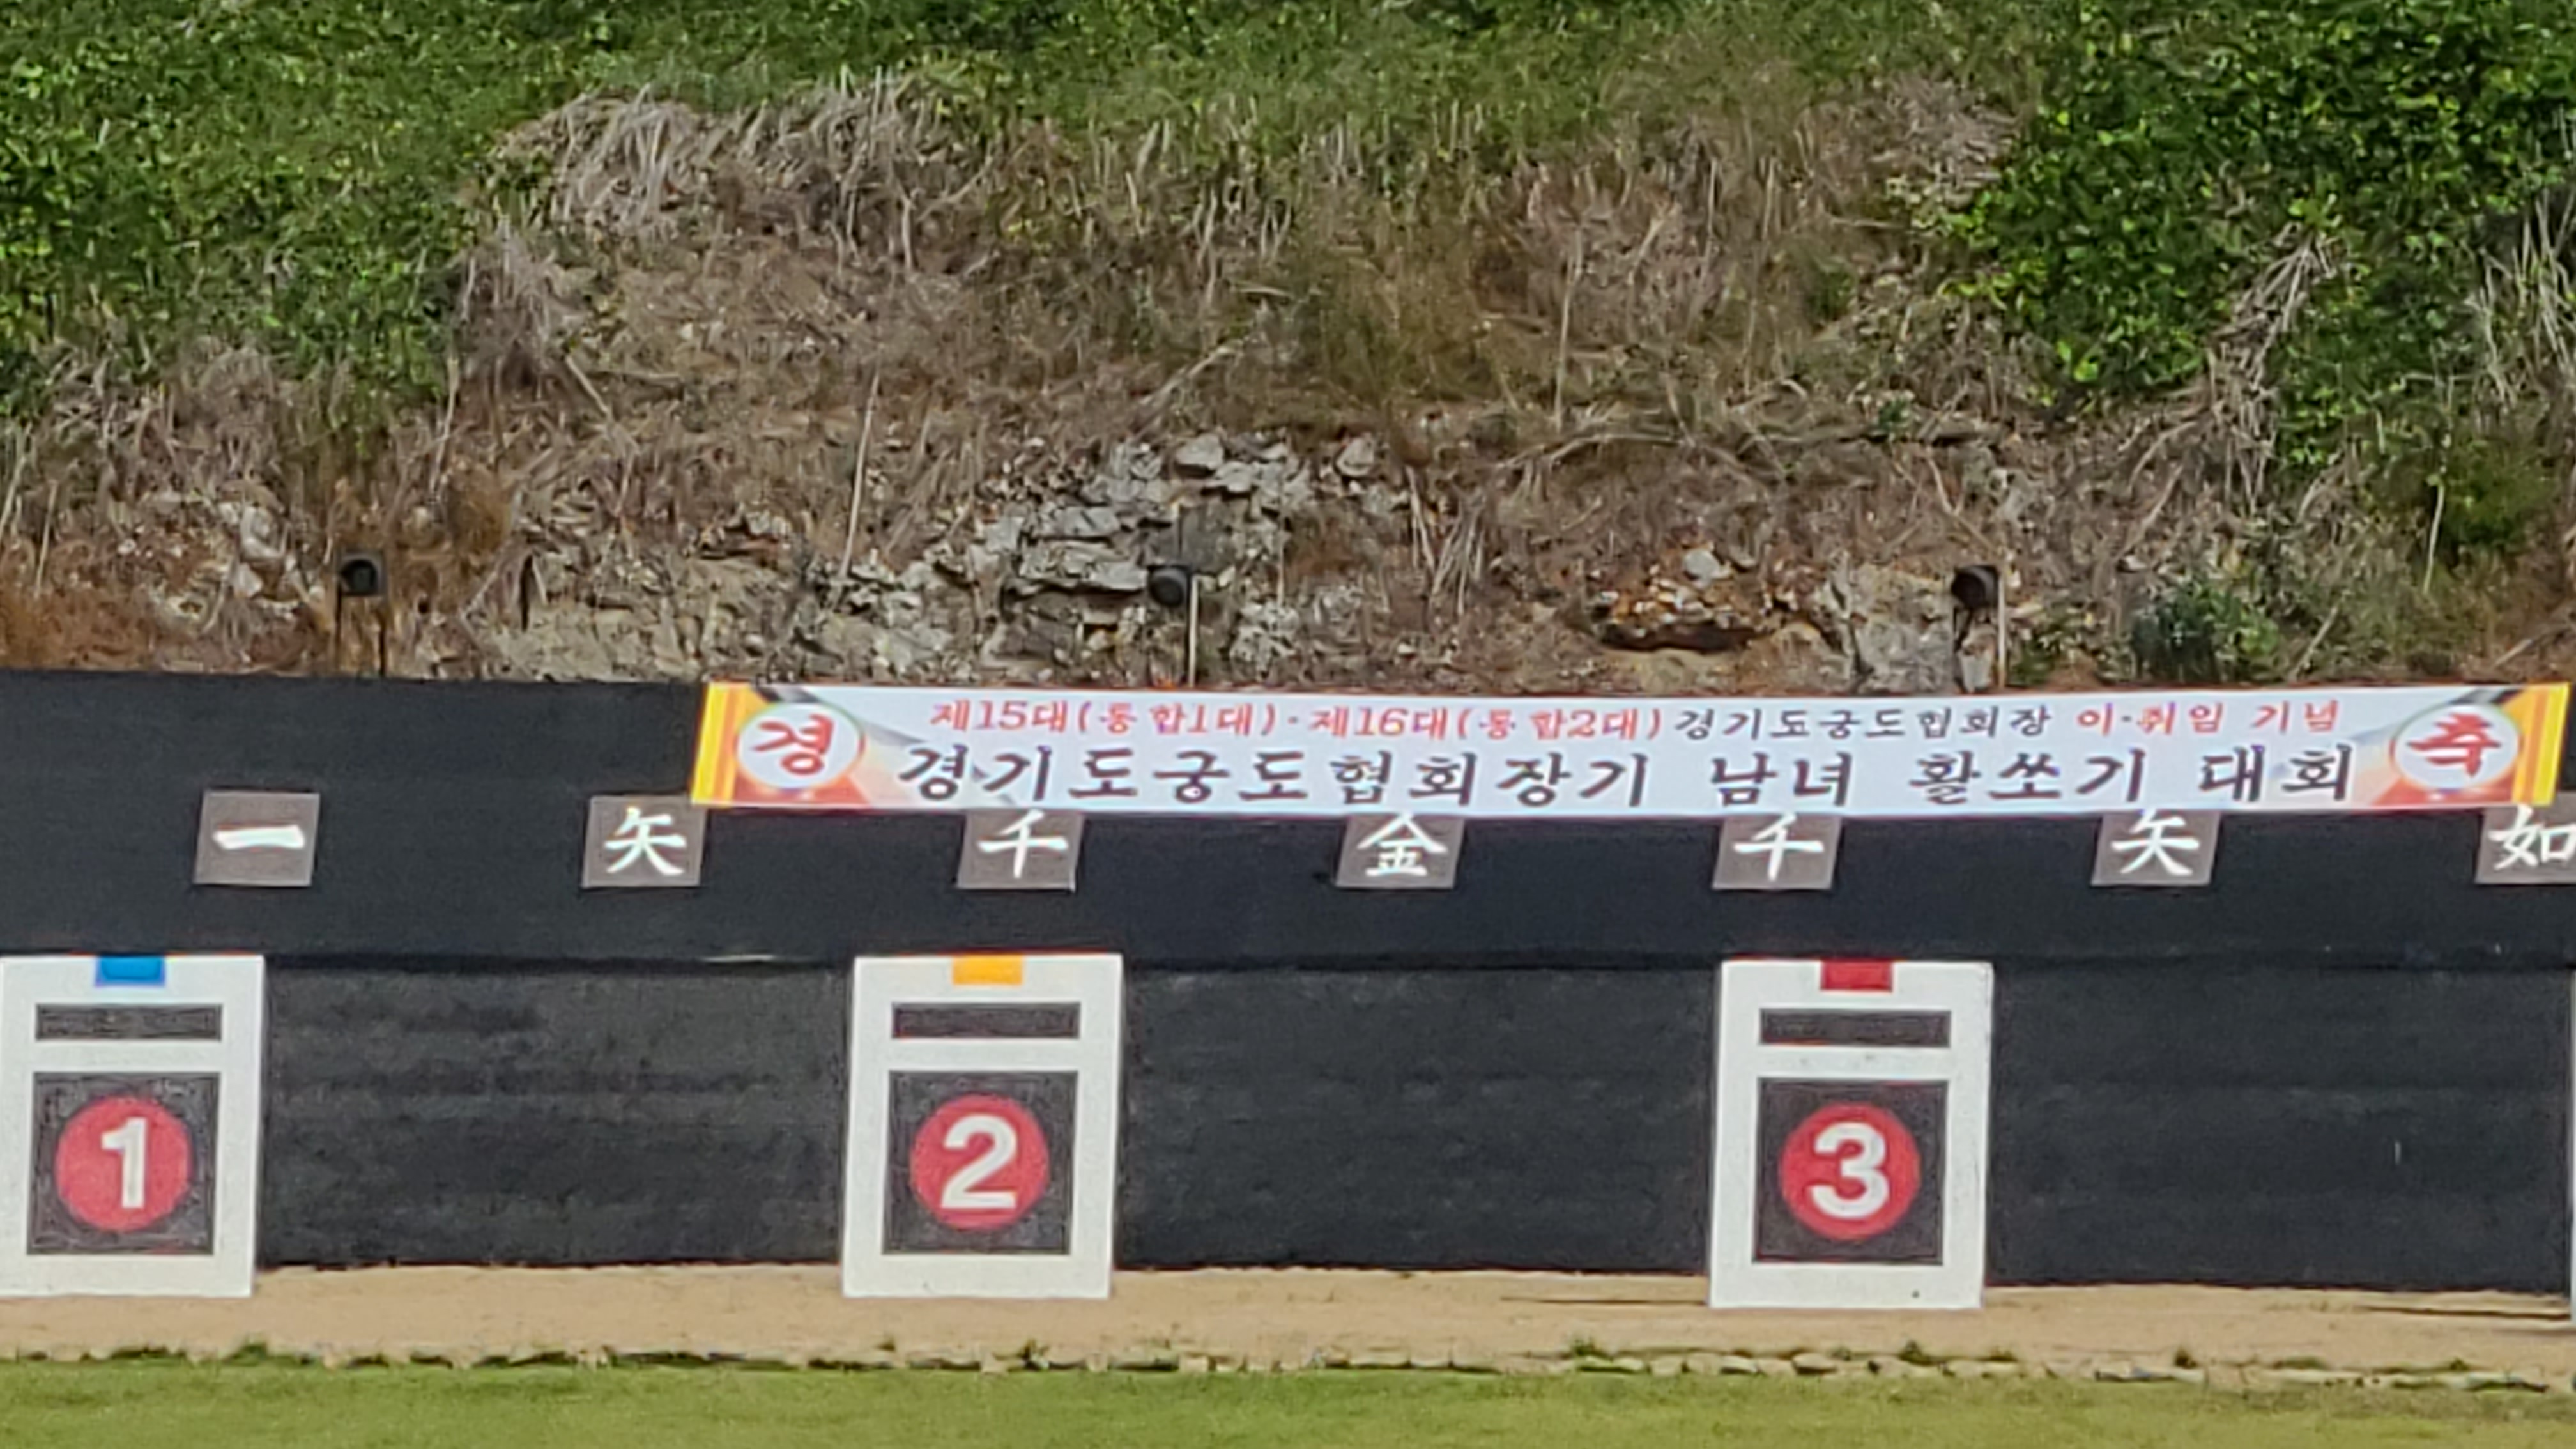 제15대(통합1대)·제16대(통합2대) 경기도궁도협회장 이·취임 기념
경 경기도궁도협회장기 남녀 활쏘기 대회 축
一 矢 千 金 千 矢 如
1 2 3